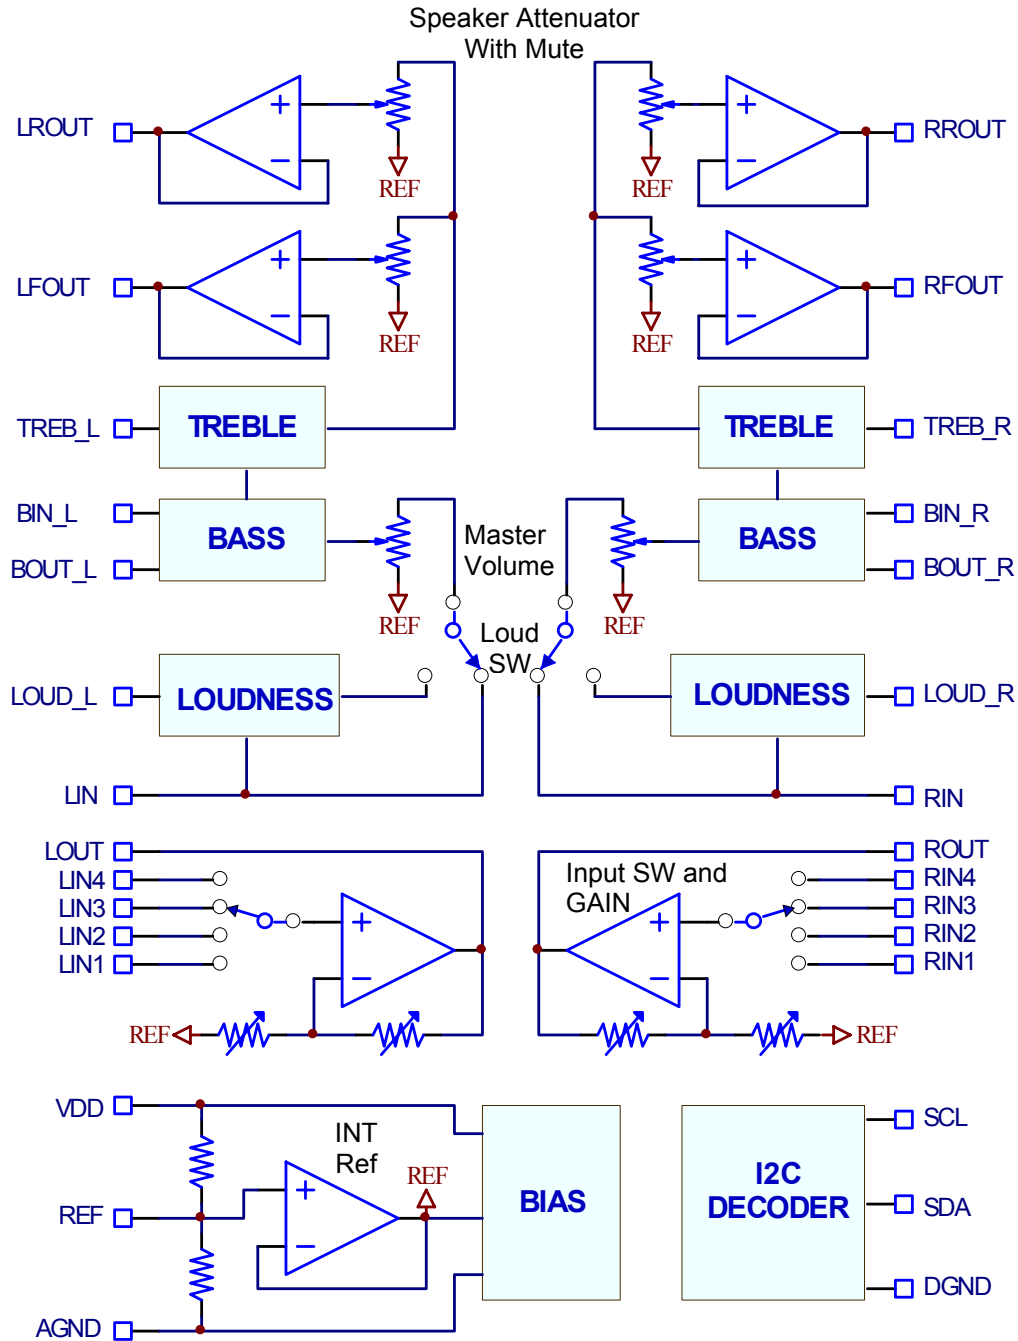 Speaker Attenuator
With Mute
LROUT
+
−
REF
+
−
RROUT
REF
LFOUT
+
−
REF
+
−
RFOUT
REF
TREB_L
TREBLE
TREBLE
TREB_R
BIN_L
BOUT_L
BASS
REF
Master
Volume
REF
BASS
BIN_R
BOUT_R
Loud
SW
LOUD_L
LOUDNESS
LOUDNESS
LOUD_R
LIN
RIN
LOUT
LIN4
LIN3
LIN2
LIN1
+
−
REF
Input SW and
GAIN
+
−
REF
ROUT
RIN4
RIN3
RIN2
RIN1
VDD
REF
AGND
INT
Ref
+
−
REF
BIAS
I2C
DECODER
SCL
SDA
DGND